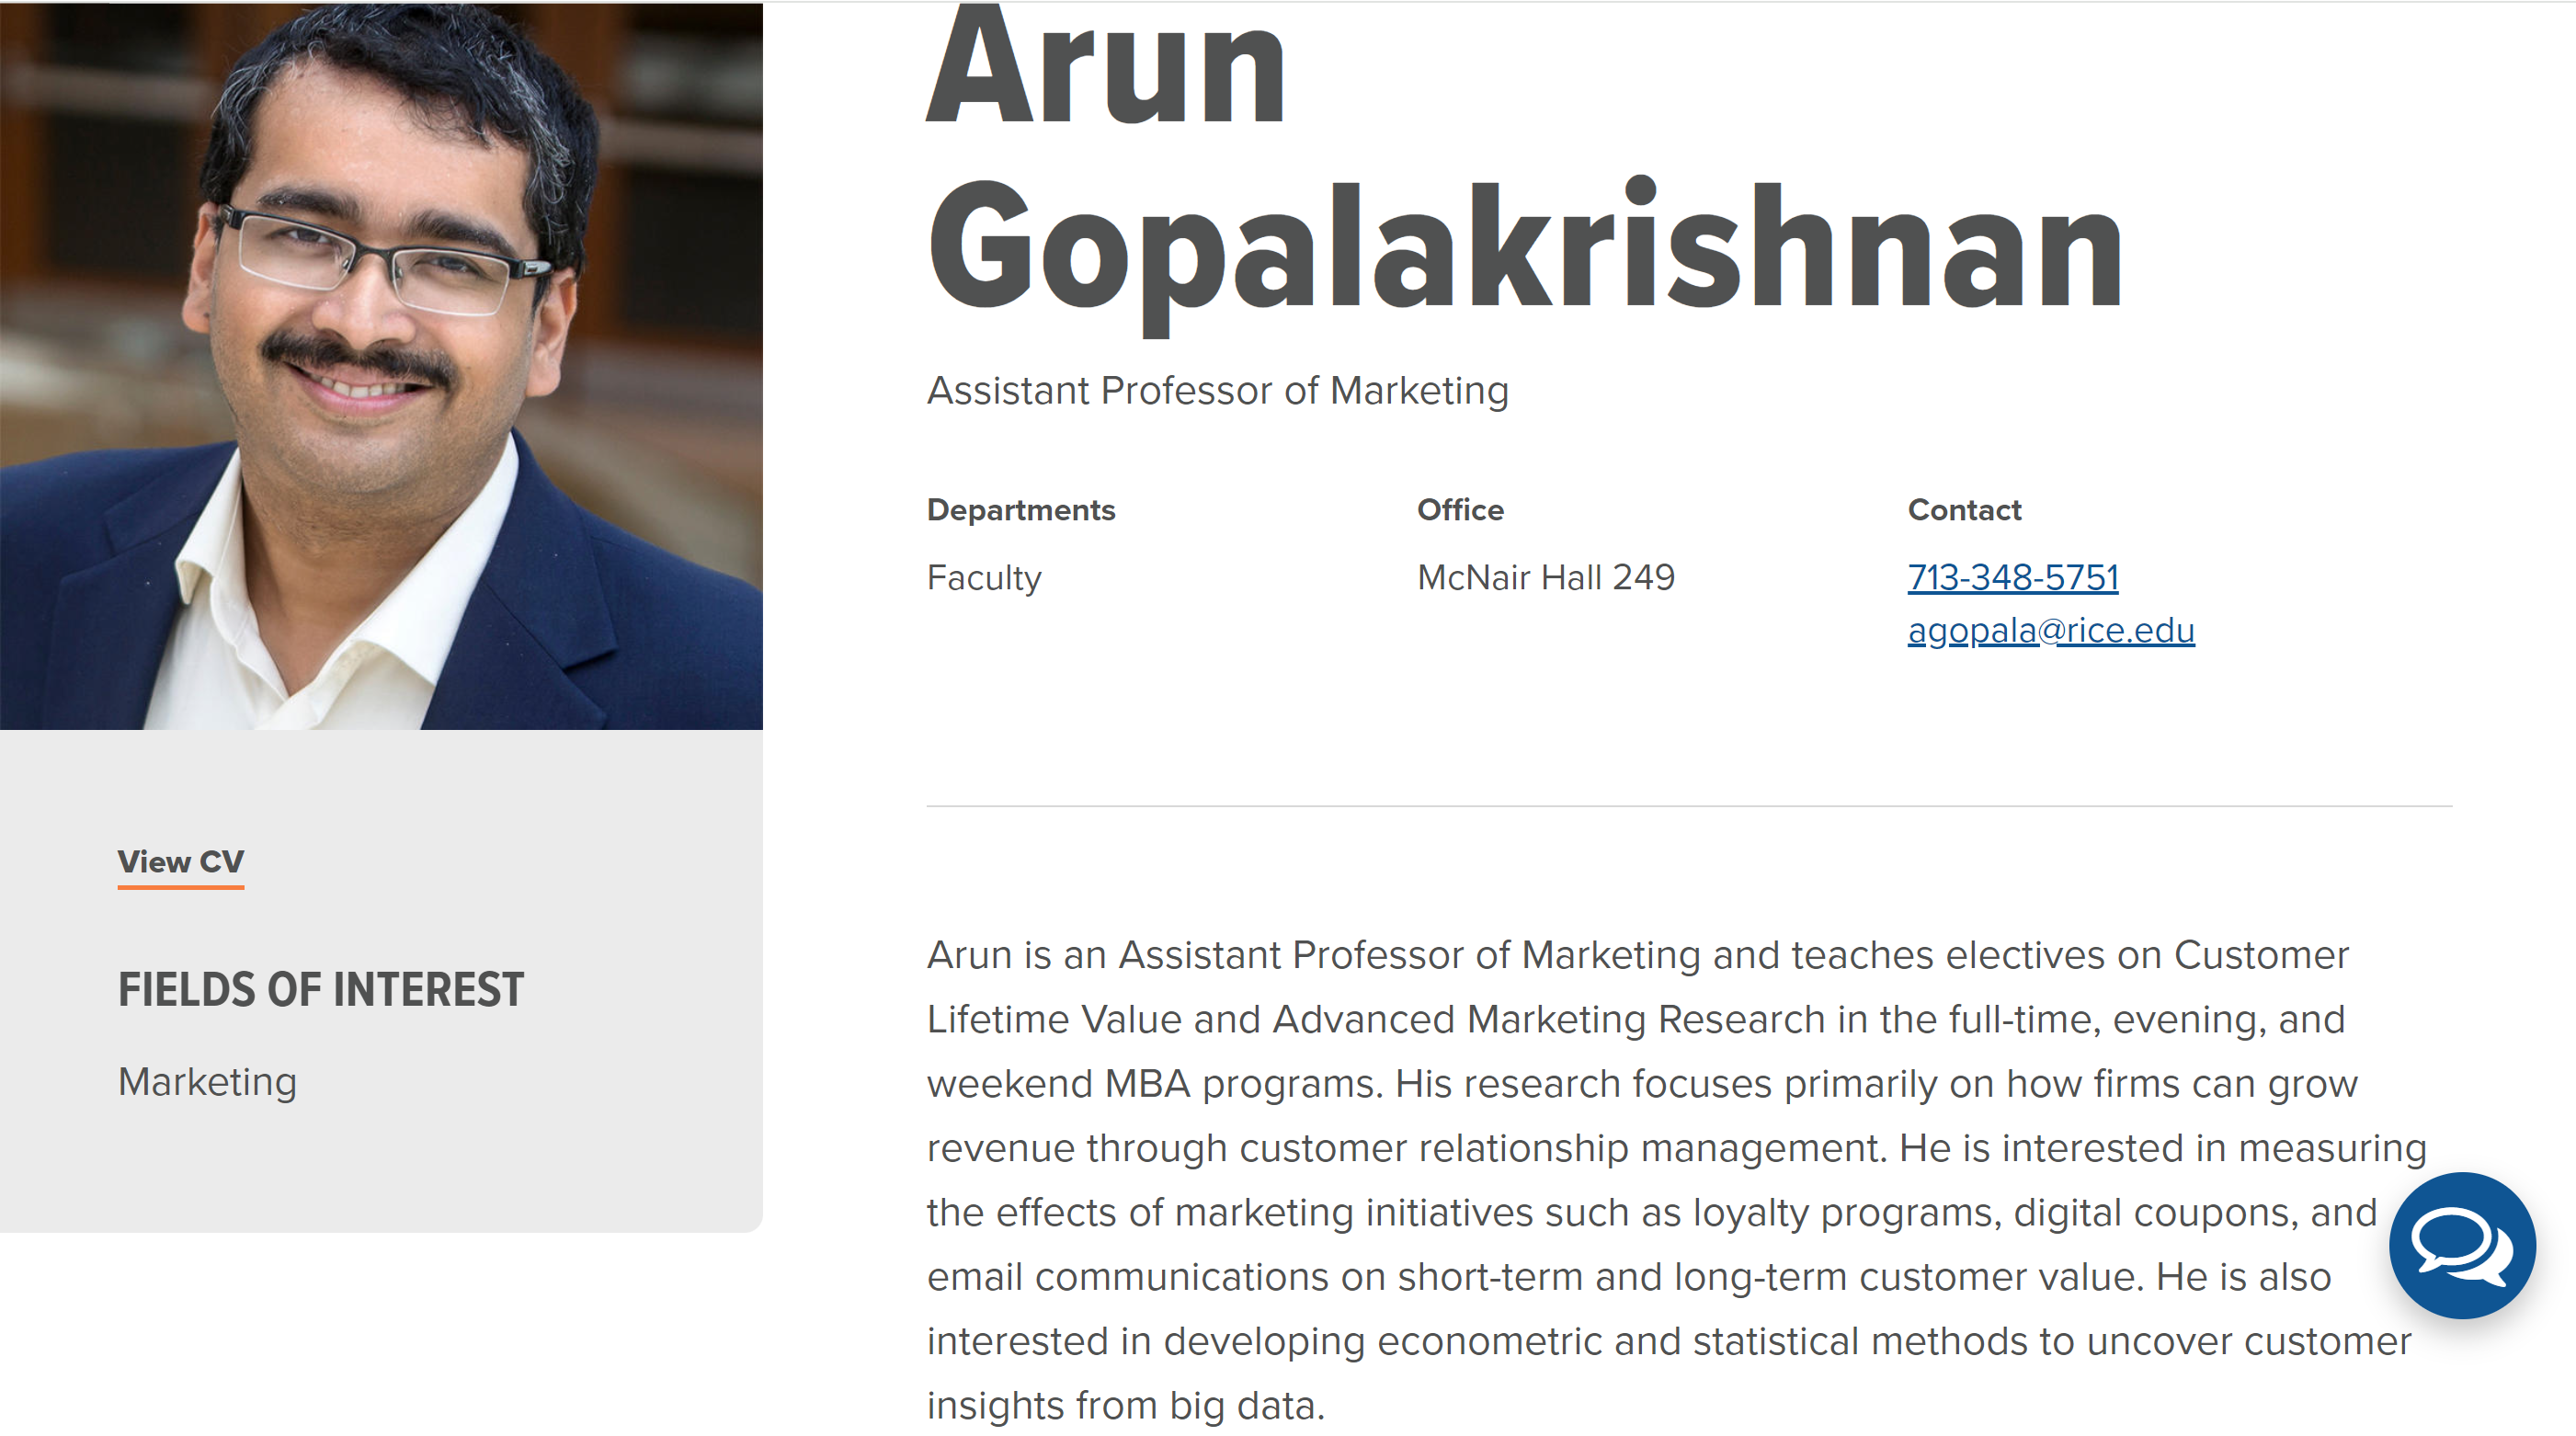 Arun
Gopalakrishnan
Assistant Professor of Marketing
Departments
Faculty
Office
McNair Hall 249
Contact
713-348-5751
agopala@rice.edu
View CV
FIELDS OF INTEREST
Marketing
Arun is an Assistant Professor of Marketing and teaches electives on Customer
Lifetime Value and Advanced Marketing Research in the full-time, evening, and
weekend MBA programs. His research focuses primarily on how firms can grow
revenue through customer relationship management. He is interested in measuring
the effects of marketing initiatives such as loyalty programs, digital coupons, and
email communications on short-term and long-term customer value. He is also
interested in developing econometric and statistical methods to uncover customer
insights from big data.